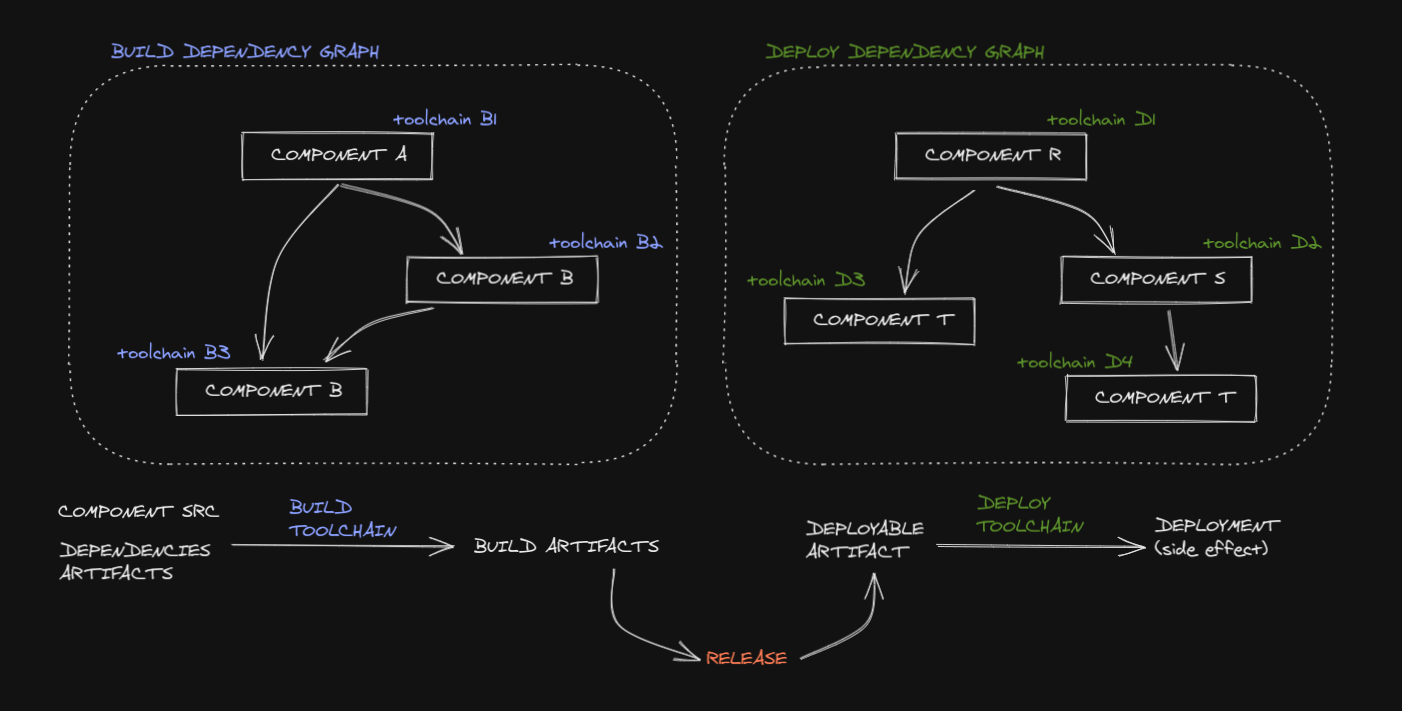 BUILD DEPENDENCY GRAPH
toolchain B1
COMPONENT A
toolchain B2
COMPONENT B
toolchain B3
COMPONENT B
DEPLOY DEPENDENCY GRAPH
toolchain D1
COMPONENT R
toolchain D2
COMPONENT S
toolchain D3
COMPONENT T
toolchain D4
COMPONENT T
COMPONENT SRC
DEPENDENCIES
ARTIFACTS
BUILD
TOOLCHAIN
BUILD ARTIFACTS
RELEASE
DEPLOYABLE
ARTIFACT
DEPLOY
TOOLCHAIN
DEPLOYMENT
(side effect)